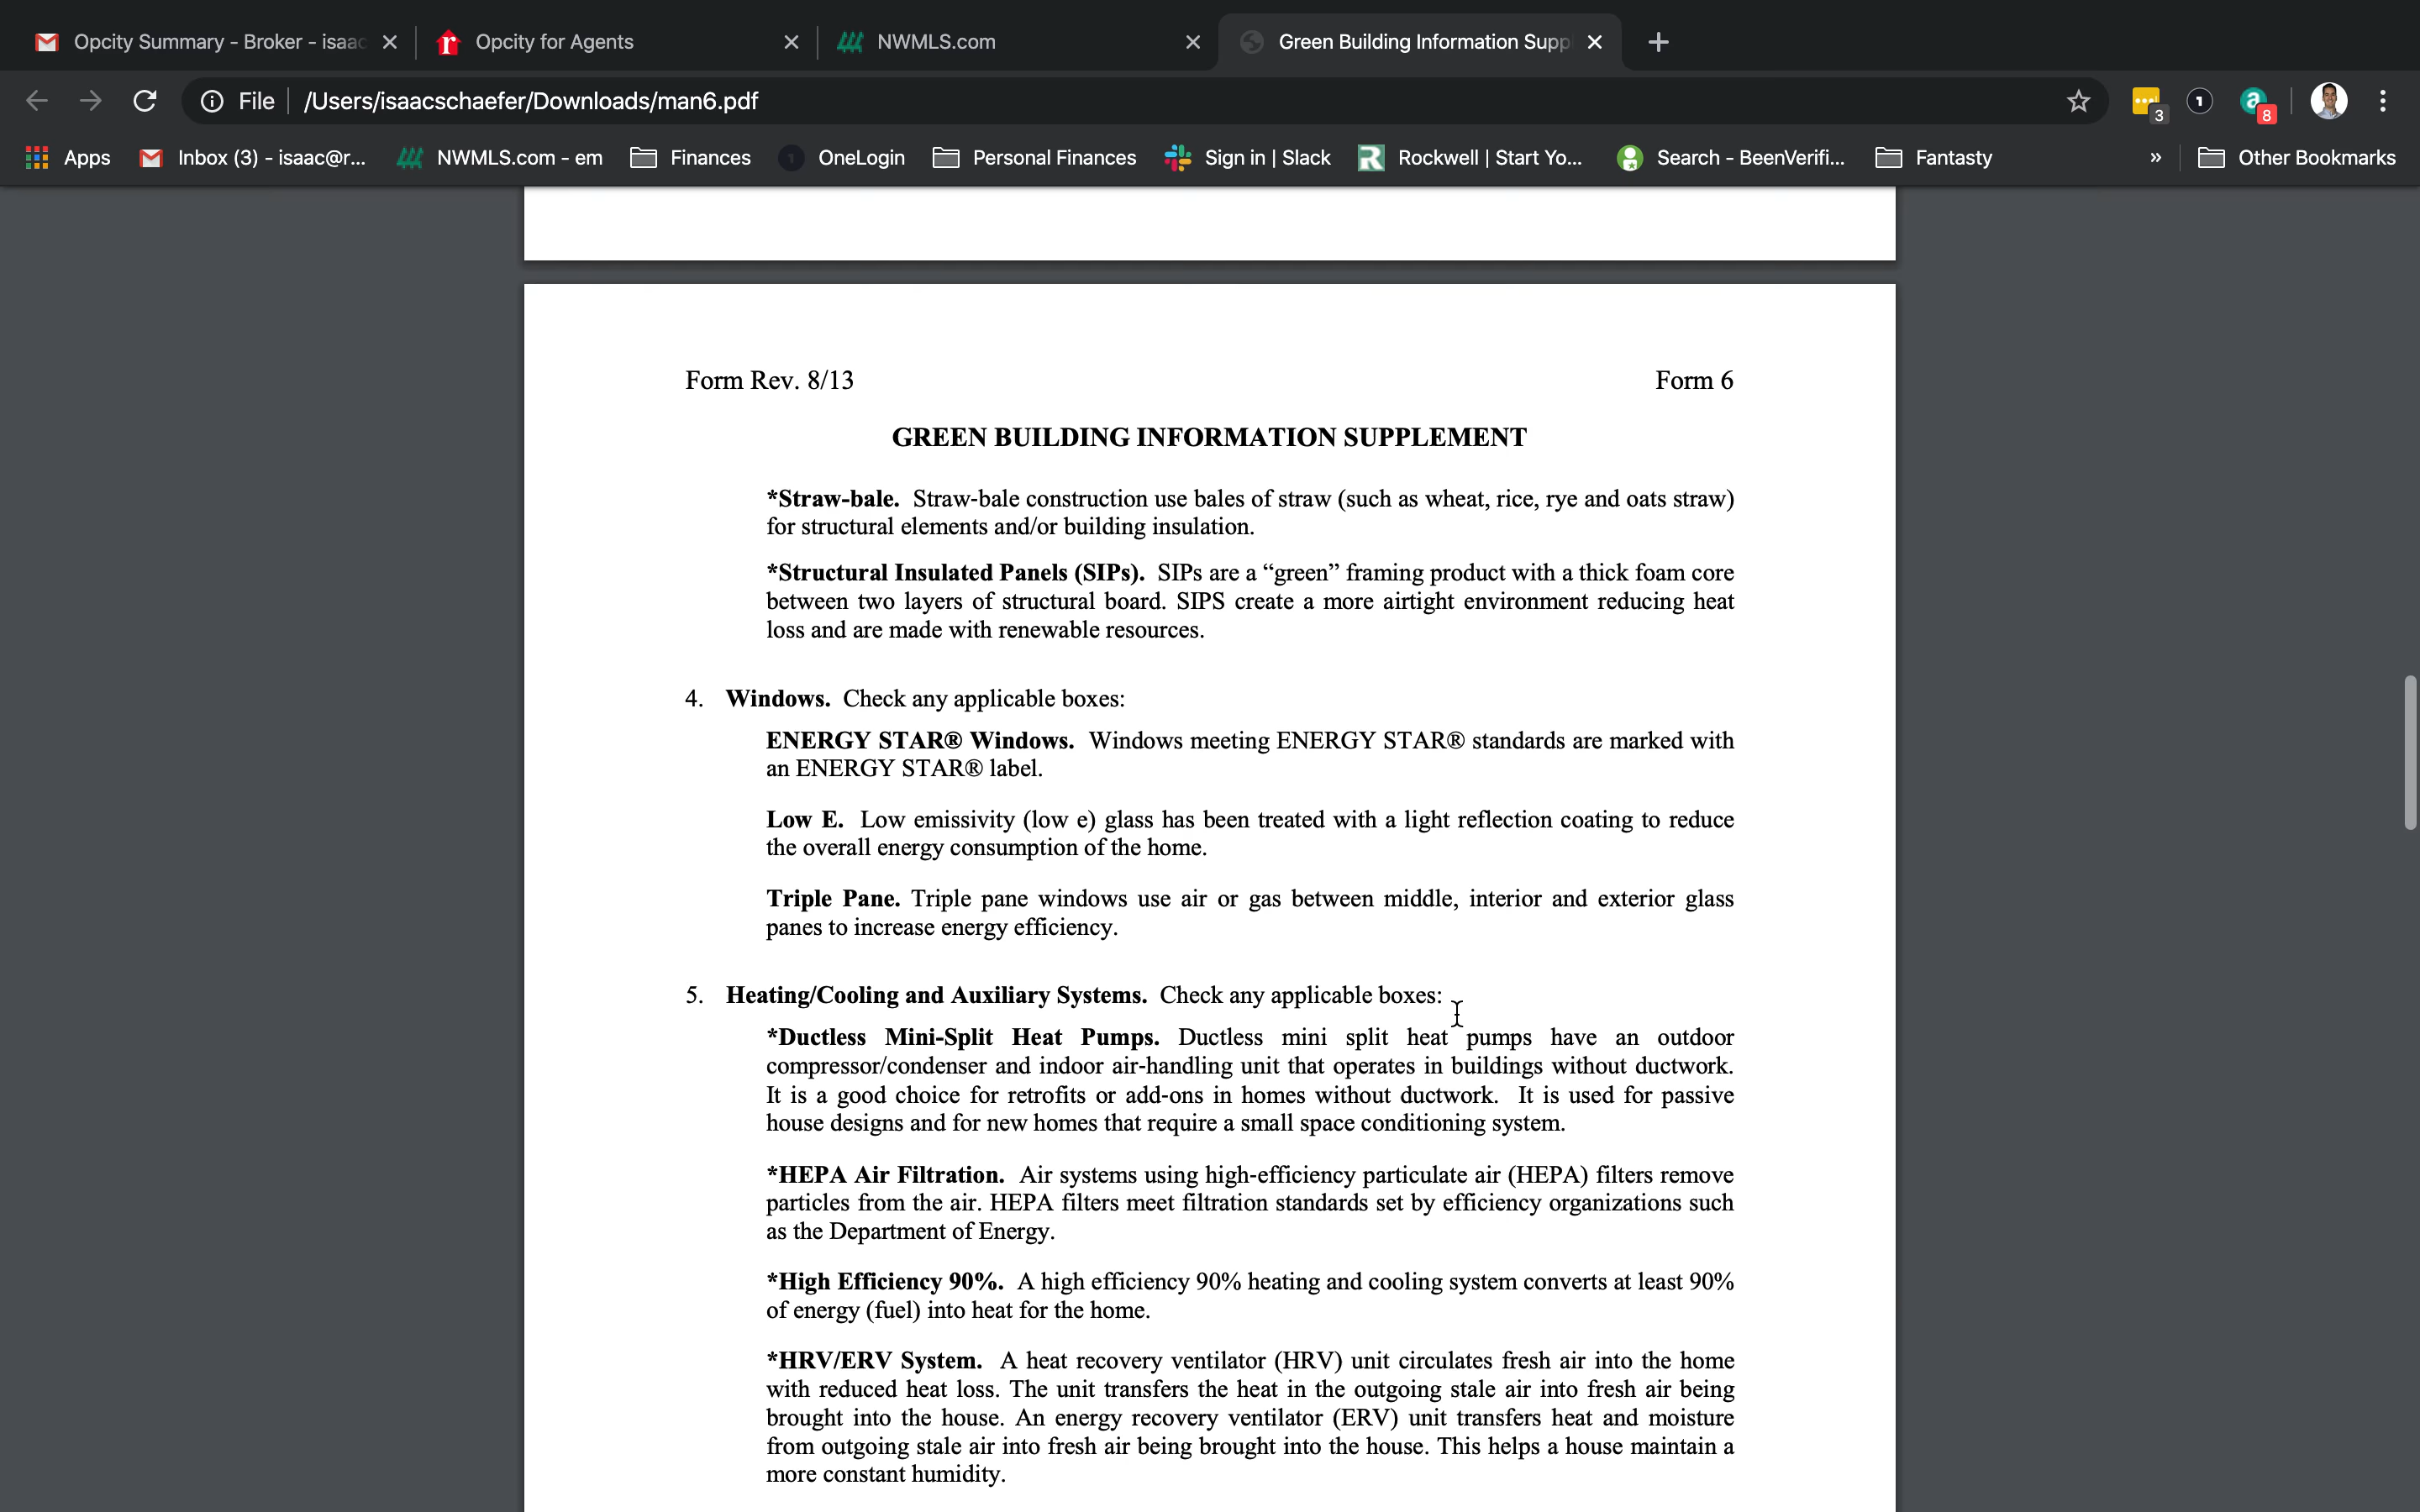 Opcity Summary - Broker - isaac
Opcity for Agents
NWMLS.com
Green Building Information Supp
File
/Users/isaacschaefer/Downloads/man6.pdf
3
1
a
8
Apps
Inbox (3) - isaac@r...
NWMLS.com - em
Finances
OneLogin
Personal Finances
Sign in | Slack
Rockwell | Start Yo...
Search - BeenVerifi...
Fantasty
»
Other Bookmarks
Form Rev. 8/13
Form 6
GREEN BUILDING INFORMATION SUPPLEMENT
*Straw-bale. Straw-bale construction use bales of straw (such as wheat, rice, rye and oats straw)
for structural elements and/or building insulation.
*Structural Insulated Panels (SIPs). SIPs are a “green” framing product with a thick foam core
between two layers of structural board. SIPS create a more airtight environment reducing heat
loss and are made with renewable resources.
4. Windows. Check any applicable boxes:
ENERGY STAR® Windows. Windows meeting ENERGY STAR® standards are marked with
an ENERGY STAR® label.
Low E. Low emissivity (low e) glass has been treated with a light reflection coating to reduce
the overall energy consumption of the home.
Triple Pane. Triple pane windows use air or gas between middle, interior and exterior glass
panes to increase energy efficiency.
5. Heating/Cooling and Auxiliary Systems. Check any applicable boxes:
*Ductless Mini-Split Heat Pumps. Ductless mini split heat pumps have an outdoor
compressor/condenser and indoor air-handling unit that operates in buildings without ductwork.
It is a good choice for retrofits or add-ons in homes without ductwork. It is used for passive
house designs and for new homes that require a small space conditioning system.
*HEPA Air Filtration. Air systems using high-efficiency particulate air (HEPA) filters remove
particles from the air. HEPA filters meet filtration standards set by efficiency organizations such
as the Department of Energy.
*High Efficiency 90%. A high efficiency 90% heating and cooling system converts at least 90%
of energy (fuel) into heat for the home.
*HRV/ERV System. A heat recovery ventilator (HRV) unit circulates fresh air into the home
with reduced heat loss. The unit transfers the heat in the outgoing stale air into fresh air being
brought into the house. An energy recovery ventilator (ERV) unit transfers heat and moisture
from outgoing stale air into fresh air being brought into the house. This helps a house maintain a
more constant humidity.